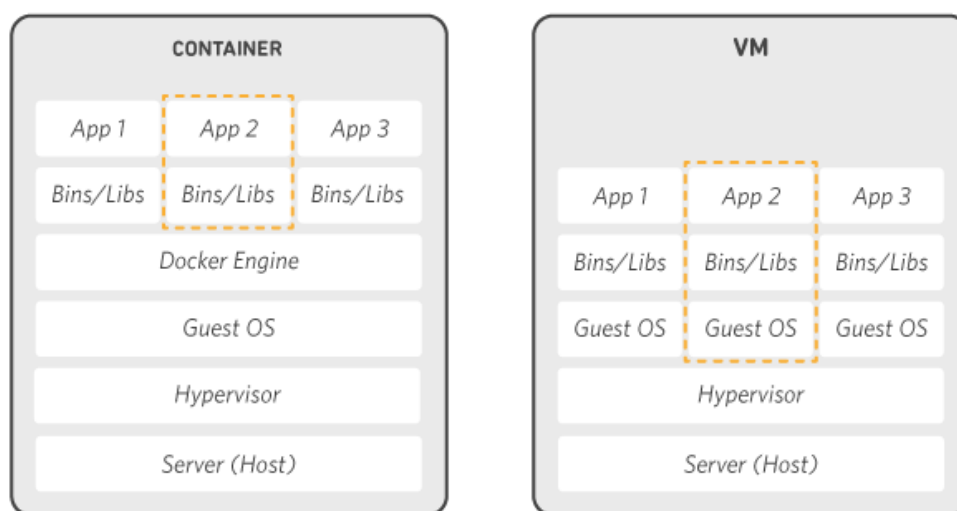 CONTAINER
App 1 App 2 App 3
Bins/Libs Bins/Libs Bins/Libs
Docker Engine
Guest OS
Hypervisor
Server (Host)
VM
App 1 App 2 App 3
Bins/Libs Bins/Libs Bins/Libs
Guest OS Guest OS Guest OS
Hypervisor
Server (Host)